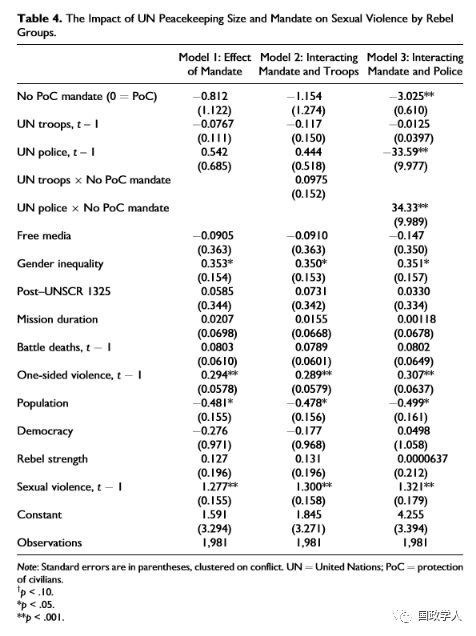 Table 4. The Impact of UN Peacekeeping Size and Mandate on Sexual Violence by Rebel
Groups.
Model 1: Effect of Mandate Model 2: Interacting Mandate and Troops Model 3: Interacting Mandate and Police
No PoC mandate (0 = PoC) −0.812 −1.154 −3.025**
(1.122) (1.274) (0.610)
UN troops, t − 1 −0.0767 −0.117 −0.0125
(0.111) (0.150) (0.0397)
UN police, t − 1 0.542 0.444 −33.59**
(0.685) (0.518) (9.977)
UN troops × No PoC mandate 0.0975
(0.152)
UN police × No PoC mandate 34.33**
(9.989)
Free media −0.0905 −0.0910 −0.147
(0.363) (0.363) (0.350)
Gender inequality 0.353* 0.350* 0.351*
(0.154) (0.153) (0.157)
Post–UNSCR 1325 0.0585 0.0731 0.0330
(0.344) (0.342) (0.334)
Mission duration 0.0207 0.0155 0.00118
(0.0698) (0.0668) (0.0678)
Battle deaths, t − 1 0.0803 0.0789 0.0802
(0.0610) (0.0601) (0.0649)
One-sided violence, t − 1 0.294** 0.289** 0.307**
(0.0578) (0.0579) (0.0637)
Population −0.481* −0.478* −0.499*
(0.155) (0.156) (0.161)
Democracy −0.276 −0.177 0.0498
(0.971) (0.968) (1.058)
Rebel strength 0.127 0.131 0.0000637
(0.196) (0.196) (0.212)
Sexual violence, t − 1 1.277** 1.300** 1.321**
(0.155) (0.158) (0.179)
Constant 1.591 1.845 4.255
(3.294) (3.271) (3.394)
Observations 1,981 1,981 1,981
Note: Standard errors are in parentheses, clustered on conflict. UN = United Nations; PoC = protection
of civilians.
†p < .10.
*p < .05.
**p < .001.
国政学人